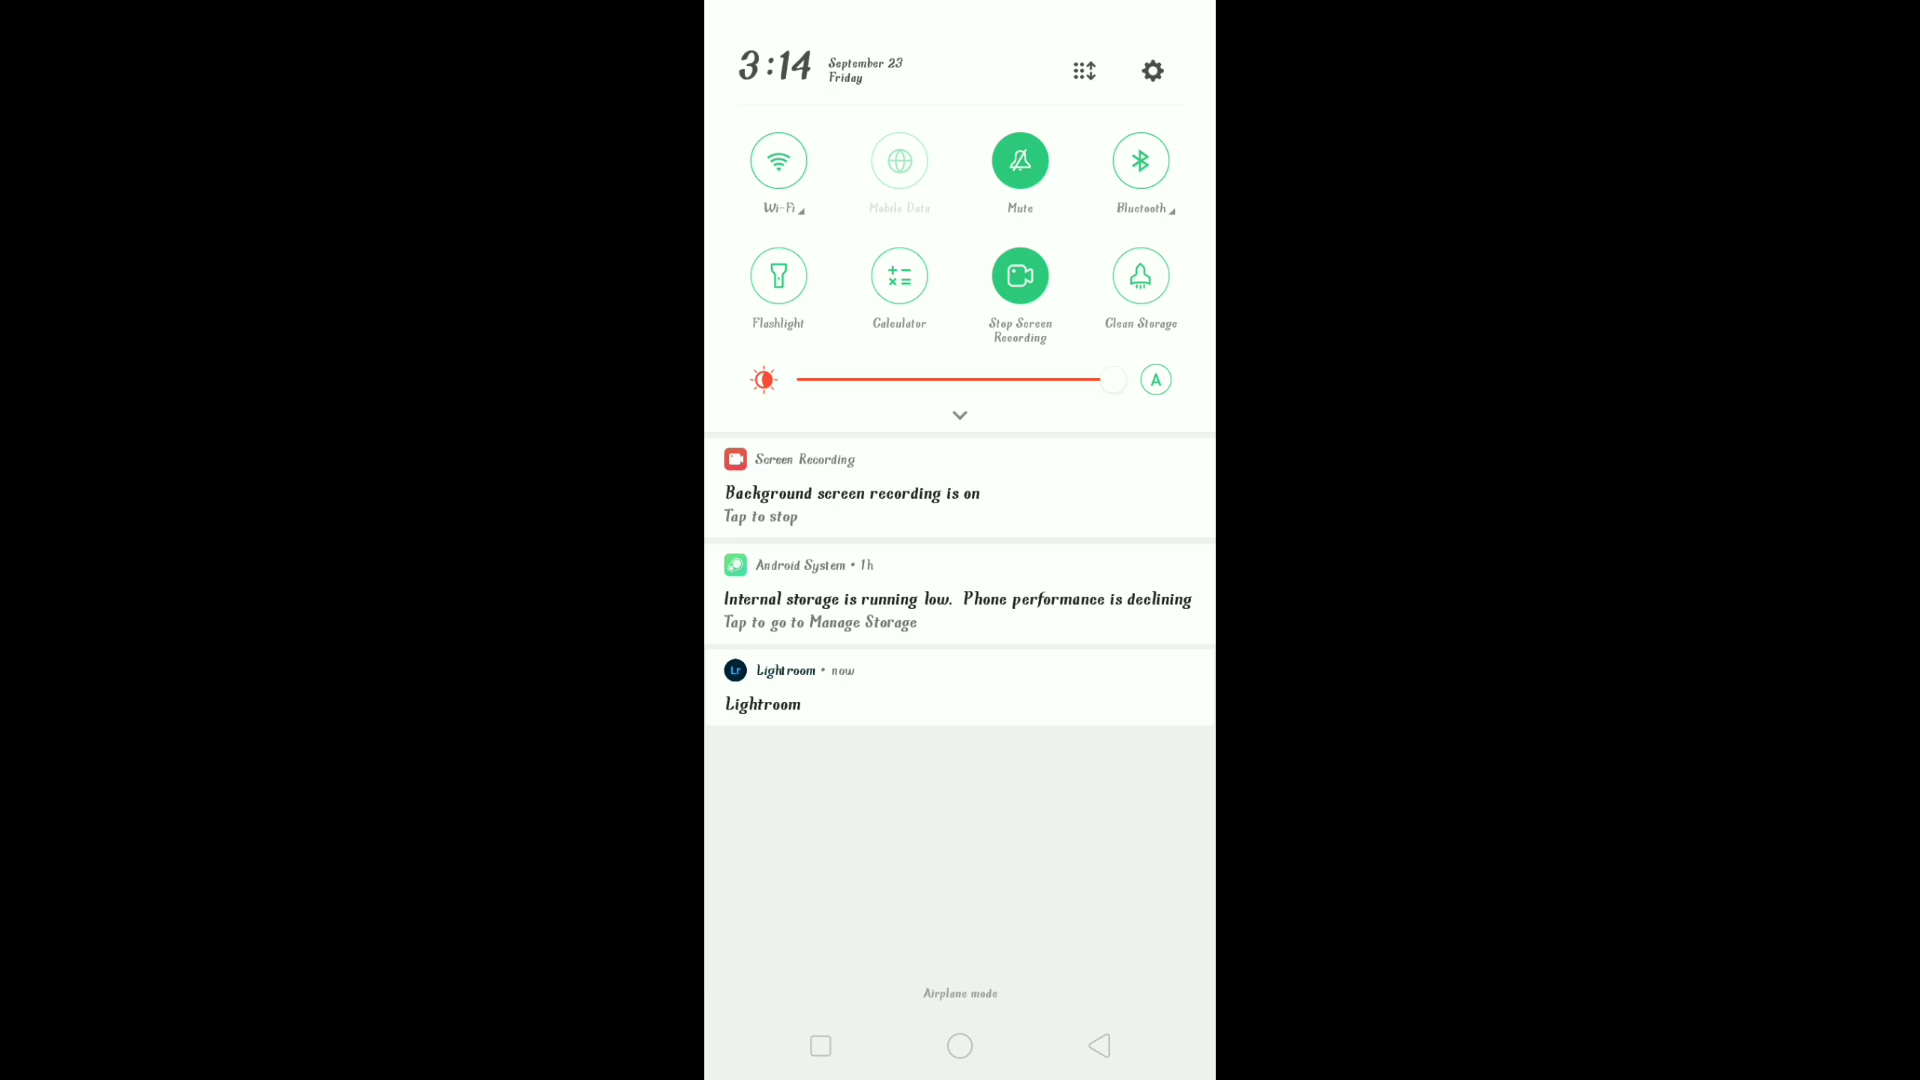 3:14
September 23
Friday
Wi-Fi
Mobile Data
Mute
Bluetooth
Flashlight
Calculator
Stop Screen
Recording
Clean Storage
A
Screen Recording
Background screen recording is on
Tap to stop
Android System • 1h
Internal storage is running low. Phone performance is declining
Tap to go to Manage Storage
Lr Lightroom • now
Lightroom
Airplane mode